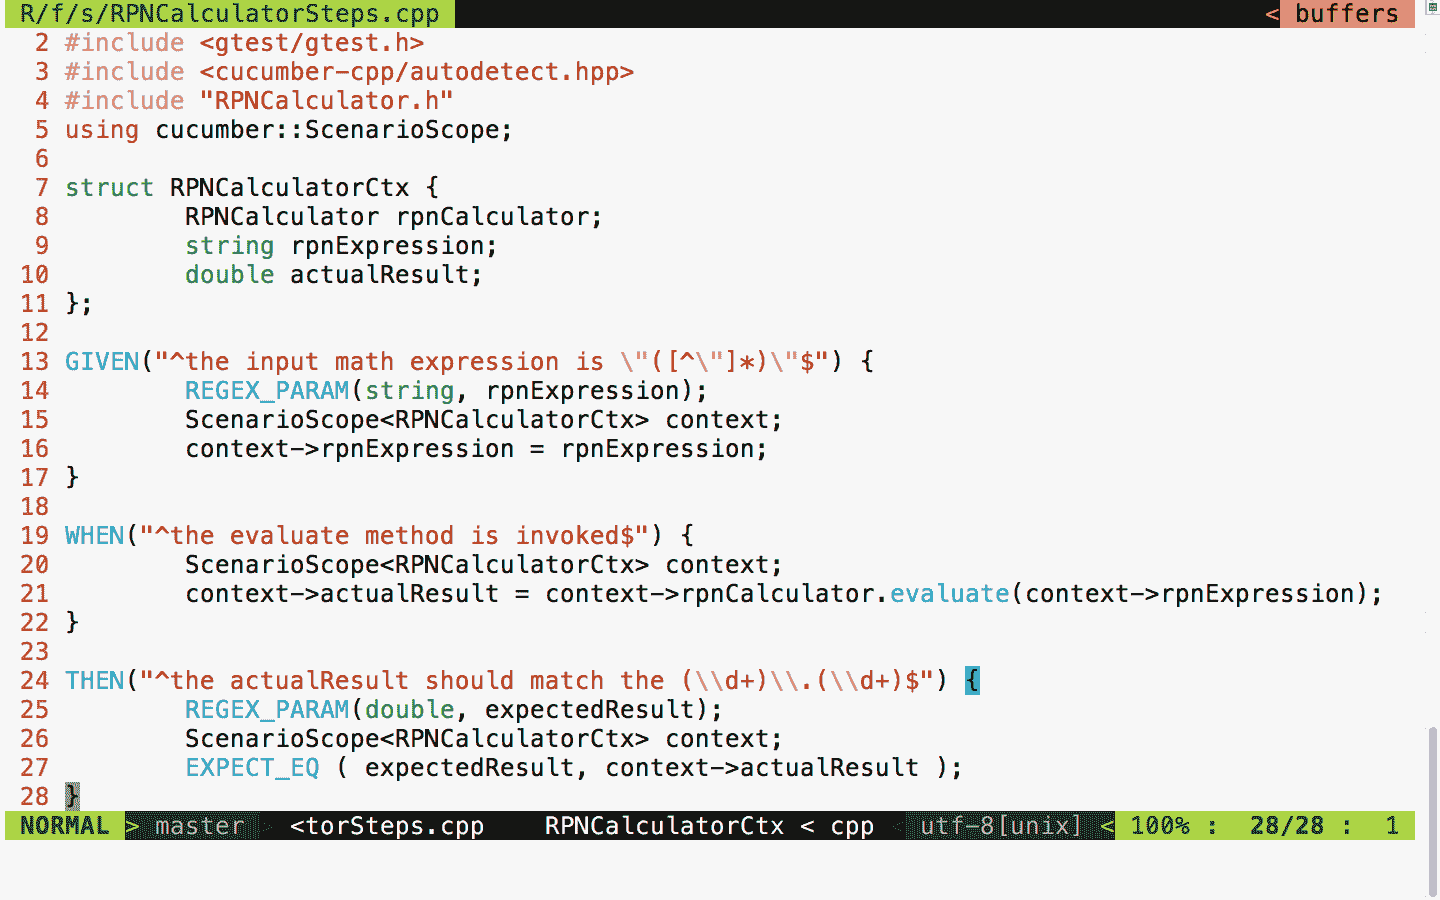 R/f/s/RPNCalculatorSteps.cpp < buffers
2 #include <gtest/gtest.h>
3 #include <cucumber-cpp/autodetect.hpp>
4 #include "RPNCalculator.h"
5 using cucumber::ScenarioScope;
6
7 struct RPNCalculatorCtx {
8         RPNCalculator rpnCalculator;
9         string rpnExpression;
10         double actualResult;
11 };
12
13 GIVEN("^the input math expression is \"([^\"]*)\"$") {
14         REGEX_PARAM(string, rpnExpression);
15         ScenarioScope<RPNCalculatorCtx> context;
16         context->rpnExpression = rpnExpression;
17 }
18
19 WHEN("^the evaluate method is invoked$") {
20         ScenarioScope<RPNCalculatorCtx> context;
21         context->actualResult = context->rpnCalculator.evaluate(context->rpnExpression);
22 }
23
24 THEN("^the actualResult should match the (\\d+)\\.(\\d+)$") {
25         REGEX_PARAM(double, expectedResult);
26         ScenarioScope<RPNCalculatorCtx> context;
27         EXPECT_EQ ( expectedResult, context->actualResult );
28 }
NORMAL > master > <torSteps.cpp    RPNCalculatorCtx < cpp < utf-8[unix] < 100% :  28/28 :  1